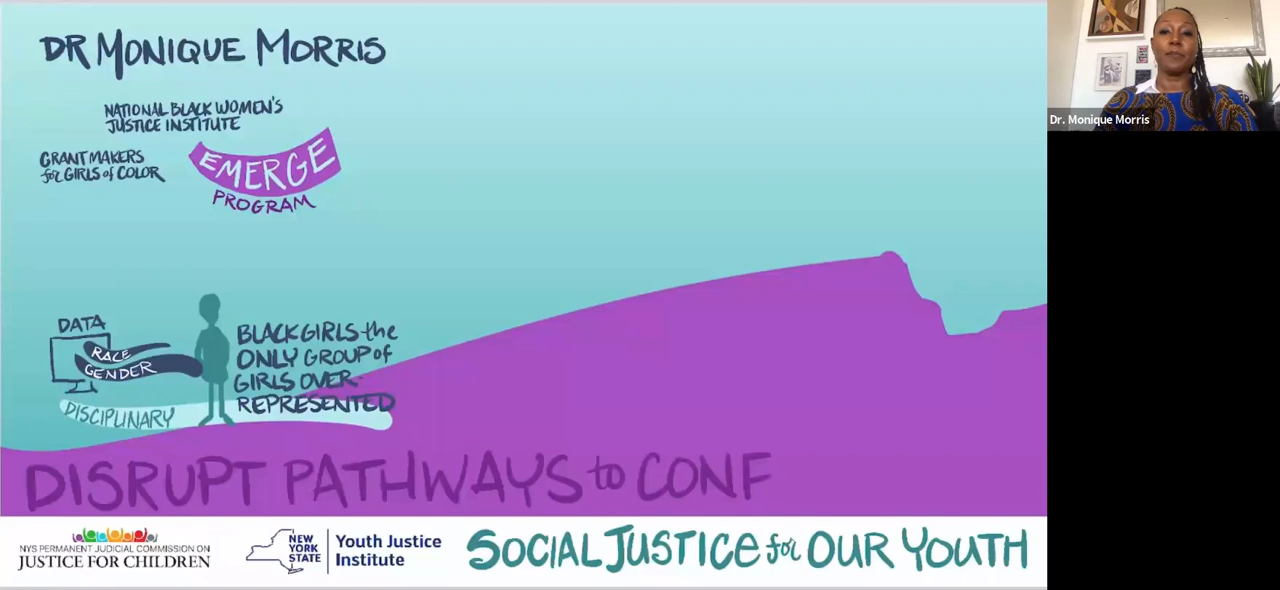 DR MONIQUE MORRIS
NATIONAL BLACK WOMEN'S
JUSTICE INSTITUTE
GRANT MAKERS
for GIRLS of COLOR
EMERGE
PROGRAM
DATA
RACE
GENDER
DISCIPLINARY
BLACK GIRLS the
ONLY GROUP of
GIRLS OVER-
REPRESENTED
DISRUPT PATHWAYS to CONF
NYS PERMANENT JUDICIAL COMMISSION ON
JUSTICE FOR CHILDREN
NEW
YORK
STATE
Youth Justice
Institute
SOCIAL JUSTICE for OUR YOUTH
Dr. Monique Morris